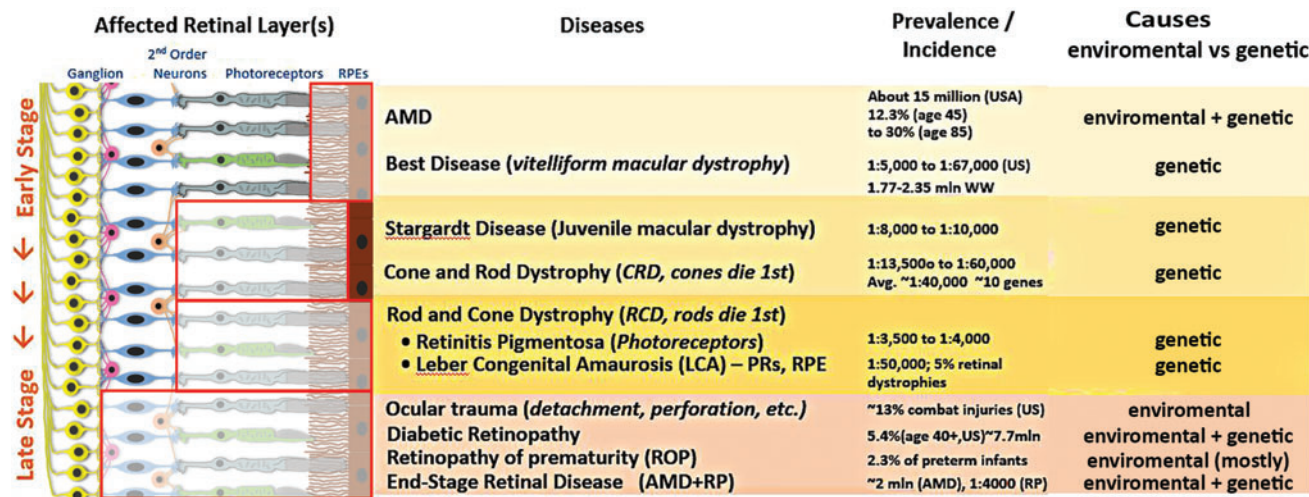 Affected Retinal Layer(s)
Diseases
Prevalence /
Incidence
Causes
enviromental vs genetic
2nd Order
Ganglion Neurons Photoreceptors RPEs
Early Stage
Late Stage
AMD
About 15 million (USA)
12.3% (age 45)
to 30% (age 85)
enviromental + genetic
Best Disease (vitelliform macular dystrophy)
1:5,000 to 1:67,000 (US)
1.77-2.35 mln WW
genetic
Stargardt Disease (Juvenile macular dystrophy)
1:8,000 to 1:10,000
genetic
Cone and Rod Dystrophy (CRD, cones die 1st)
1:13,500o to 1:60,000
Avg. ~1:40,000 ~10 genes
genetic
Rod and Cone Dystrophy (RCD, rods die 1st)
• Retinitis Pigmentosa (Photoreceptors)
1:3,500 to 1:4,000
genetic
• Leber Congenital Amaurosis (LCA) – PRs, RPE
1:50,000; 5% retinal
dystrophies
genetic
Ocular trauma (detachment, perforation, etc.)
~13% combat injuries (US)
enviromental
Diabetic Retinopathy
5.4%(age 40+,US)~7.7mln
enviromental + genetic
Retinopathy of prematurity (ROP)
2.3% of preterm infants
enviromental (mostly)
End-Stage Retinal Disease (AMD+RP)
~2 mln (AMD), 1:4000 (RP)
enviromental + genetic